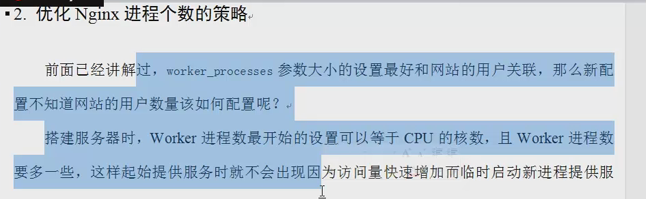 ▪2. 优化 Nginx 进程个数的策略
前面已经讲解过，worker_processes 参数大小的设置最好和网站的用户关联，那么新配
置不知道网站的用户数量该如何配置呢？
搭建服务器时，Worker 进程数最开始的设置可以等于 CPU 的核数，且 Worker 进程数
要多一些，这样起始提供服务时就不会出现因为访问量快速增加而临时启动新进程提供服